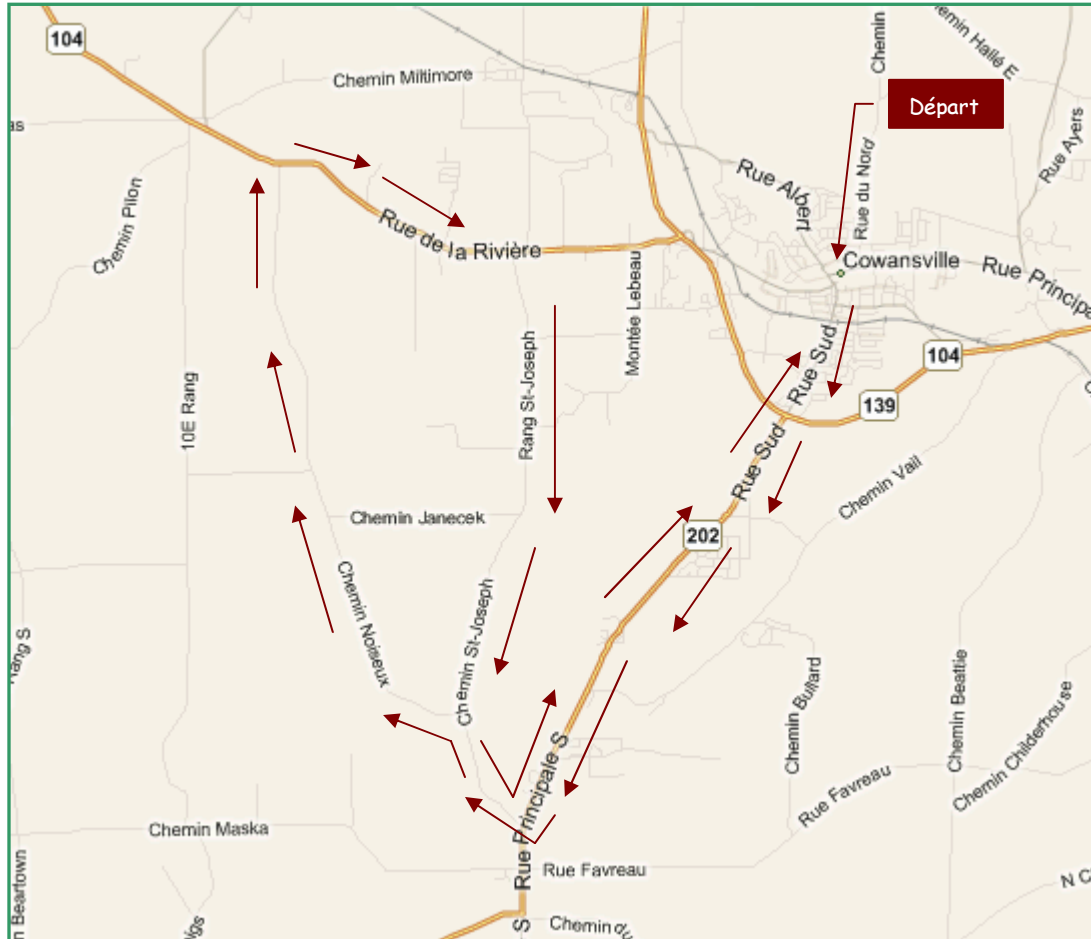 104
Chemin Miltimore
Chemin
emin Hallé E
Départ
as
Rue Ayers
Rue Albert
Rue du Nord
Chemin Pilon
Rue de la Rivière
Montée Lebeau
Cowansville
Rue Principa
Rang St-Joseph
Rue Sud
104
139
10E Rang
Rue Sud
Chemin Vail
Chemin Janecek
202
Chemin Noiseux
Chemin St-Joseph
Rang S
Chemin Bullard
Chemin Beattie
Chemin Childerhouse
Rue Principale S
Rue Favreau
Chemin Maska
Rue Favreau
n Beartown
N C
S
Chemin du